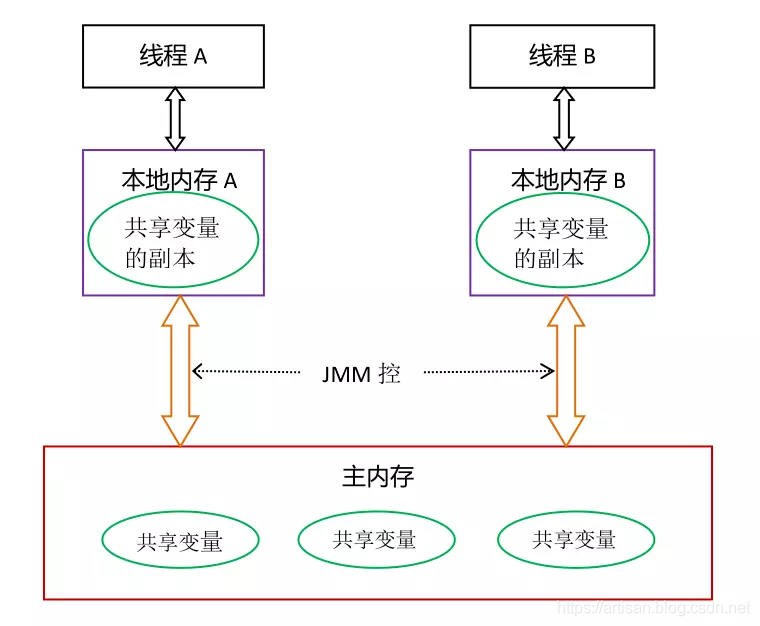 线程 A
线程 B
本地内存 A
共享变量
的副本
本地内存 B
共享变量
的副本
JMM 控
主内存
共享变量
共享变量
共享变量
https://artisan.blog.csdn.net